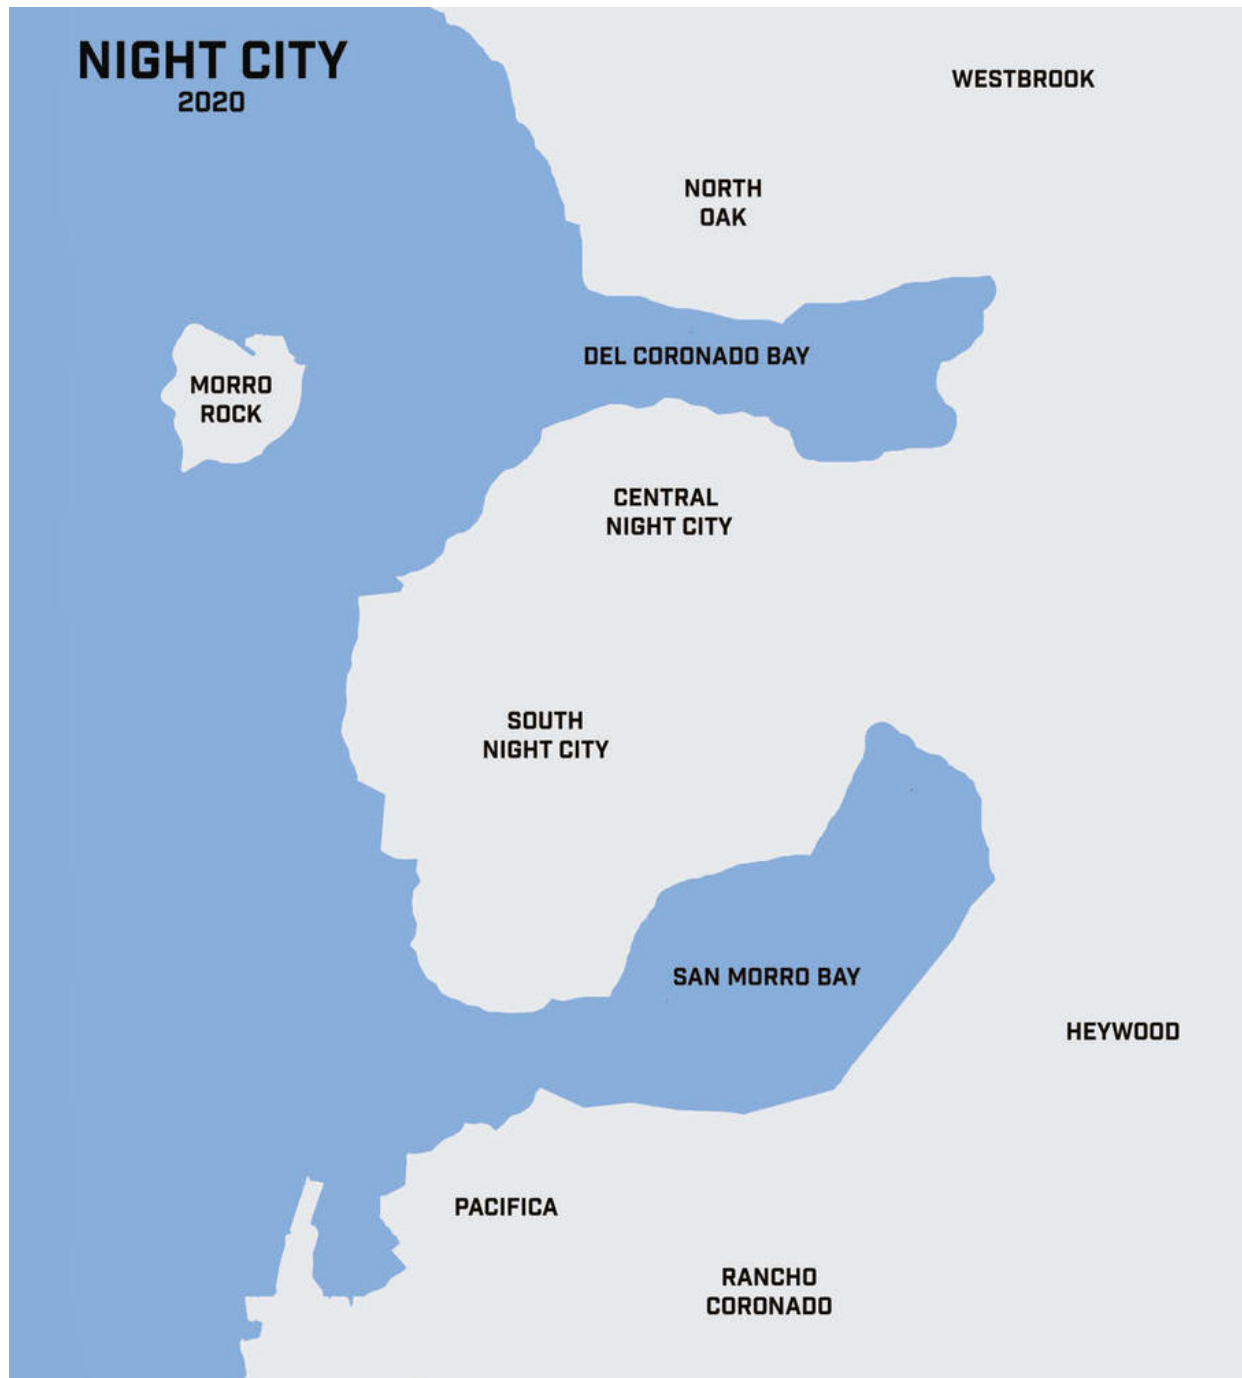 NIGHT CITY
2020
WESTBROOK
NORTH
OAK
DEL CORONADO BAY
MORRO
ROCK
CENTRAL
NIGHT CITY
SOUTH
NIGHT CITY
SAN MORRO BAY
HEYWOOD
PACIFICA
RANCHO
CORONADO